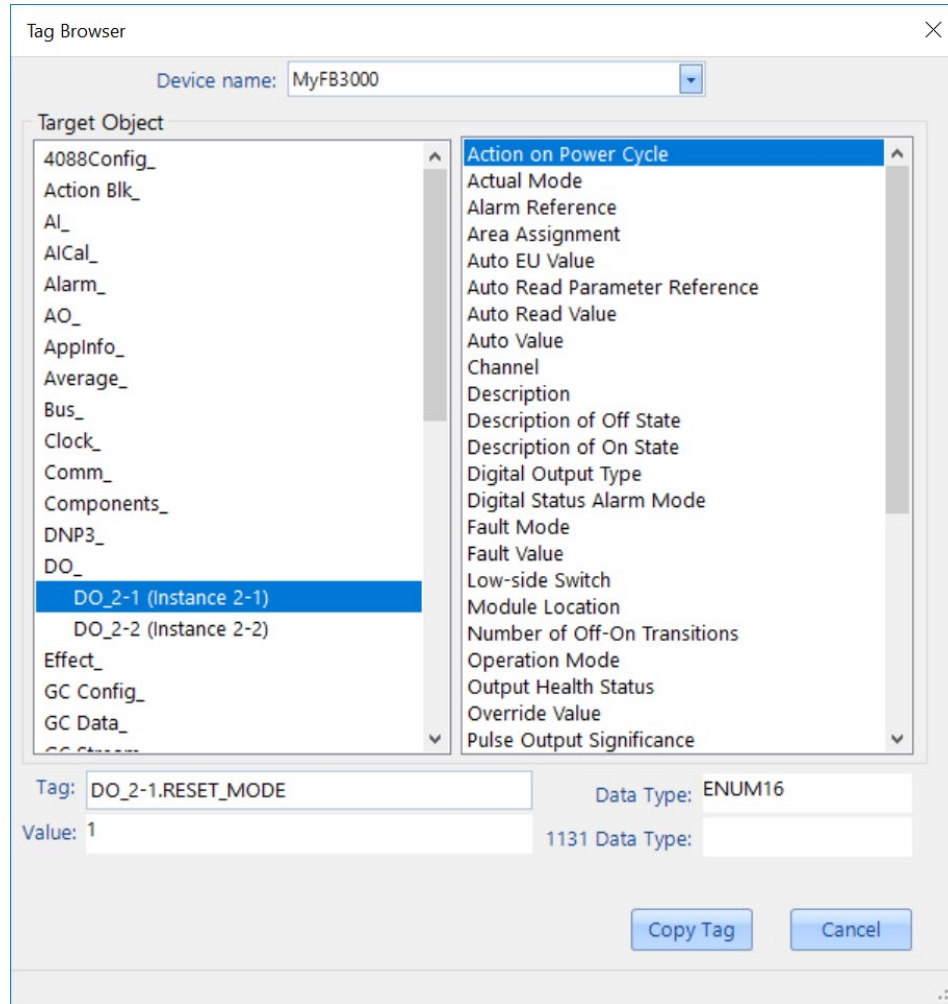 Tag Browser
Device name: MyFB3000
Target Object
4088Config_
Action Blk_
AI_
AICal_
Alarm_
AO_
AppInfo_
Average_
Bus_
Clock_
Comm_
Components_
DNP3_
DO_
DO_2-1 (Instance 2-1)
DO_2-2 (Instance 2-2)
Effect_
GC Config_
GC Data_
Action on Power Cycle
Actual Mode
Alarm Reference
Area Assignment
Auto EU Value
Auto Read Parameter Reference
Auto Read Value
Auto Value
Channel
Description
Description of Off State
Description of On State
Digital Output Type
Digital Status Alarm Mode
Fault Mode
Fault Value
Low-side Switch
Module Location
Number of Off-On Transitions
Operation Mode
Output Health Status
Override Value
Pulse Output Significance
Tag: DO_2-1.RESET_MODE
Data Type: ENUM16
Value: 1
1131 Data Type:
Copy Tag
Cancel